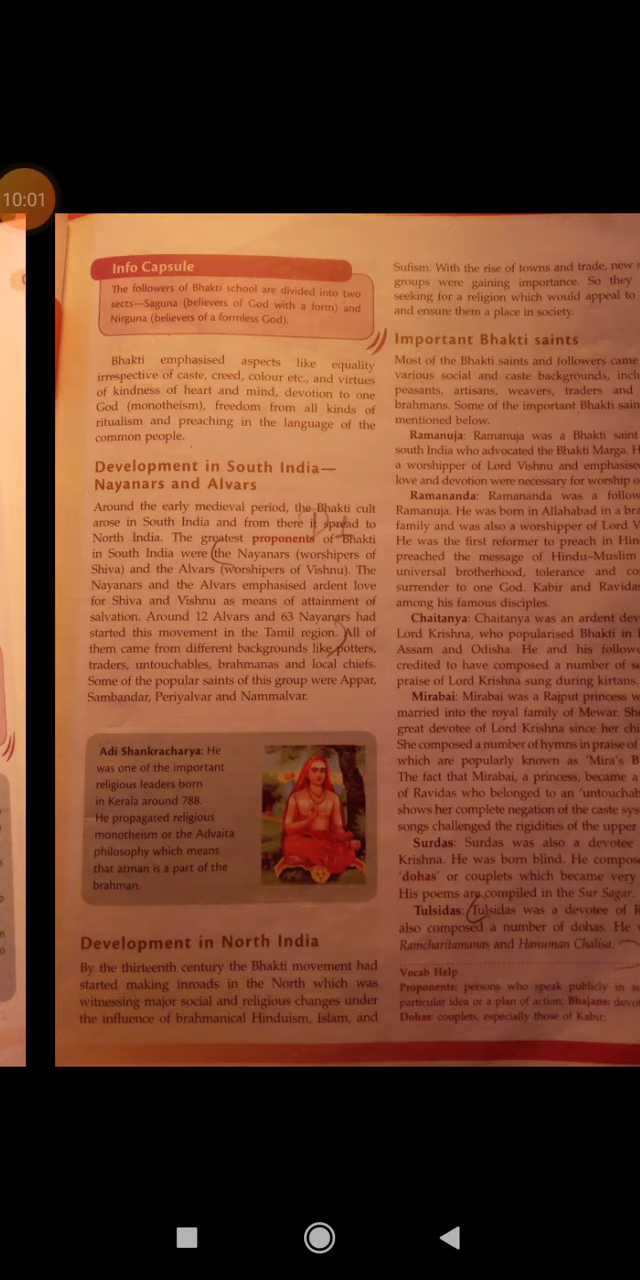 10:01
Info Capsule
The followers of Bhakti school are divided into two
sects—Saguna (believers of God with a form) and
Nirguna (believers of a formless God).
Bhakti emphasised aspects like equality
irrespective of caste, creed, colour etc., and virtues
of kindness of heart and mind, devotion to one
God (monotheism), freedom from all kinds of
ritualism and preaching in the language of the
common people.
Development in South India—
Nayanars and Alvars
Around the early medieval period, the Bhakti cult
arose in South India and from there it spread to
North India. The greatest proponents of Bhakti
in South India were the Nayanars (worshipers of
Shiva) and the Alvars (worshipers of Vishnu). The
Nayanars and the Alvars emphasised ardent love
for Shiva and Vishnu as means of attainment of
salvation. Around 12 Alvars and 63 Nayanars had
started this movement in the Tamil region. All of
them came from different backgrounds like potters,
traders, untouchables, brahmanas and local chiefs.
Some of the popular saints of this group were Appar,
Sambandar, Periyalvar and Nammalvar.
Adi Shankracharya: He
was one of the important
religious leaders born
in Kerala around 788.
He propagated religious
monotheism or the Advaita
philosophy which means
that atman is a part of the
brahman.
Development in North India
By the thirteenth century the Bhakti movement had
started making inroads in the North which was
witnessing major social and religious changes under
the influence of brahmanical Hinduism, Islam, and
Sufism. With the rise of towns and trade, new
groups were gaining importance. So they
seeking for a religion which would appeal to
and ensure them a place in society.
Important Bhakti saints
Most of the Bhakti saints and followers came
various social and caste backgrounds,
peasants, artisans, weavers, traders and
brahmans. Some of the important Bhakti
mentioned below.
Ramanuja: Ramanuja was a Bhakti saint
south India who advocated the Bhakti Marga.
a worshipper of Lord Vishnu and
love and devotion were necessary for worship
Ramananda: Ramananda was a
Ramanuja. He was born in Allahabad in a
family and was also a worshipper of Lord
He was the first reformer to preach in
preached the message of Hindu–Muslim
universal brotherhood, tolerance and
surrender to one God. Kabir and
among his famous disciples.
Chaitanya: Chaitanya was an ardent
Lord Krishna, who popularised Bhakti in
Assam and Odisha. He and his
credited to have composed a number of
praise of Lord Krishna sung during kirtans.
Mirabai: Mirabai was a Rajput princess
married into the royal family of Mewar.
great devotee of Lord Krishna since her
She composed a number of hymns in praise of
which are popularly known as 'Mira's
The fact that Mirabai, a princess, became a
of Ravidas who belonged to an
shows her complete negation of the caste
songs challenged the rigidities of the upper
Surdas: Surdas was also a devotee
Krishna. He was born blind. He
'dohas' or couplets which became very
His poems are compiled in the Sur Sagar.
Tulsidas: Tulsidas was a devotee of
also composed a number of dohas. He
Ramcharitamanas and Hanuman Chalisa.
Vocab Help
Proponents: persons who speak publicly in
particular idea or a plan of action; Bhajans:
Dohas: couplets, especially those of Kabir;